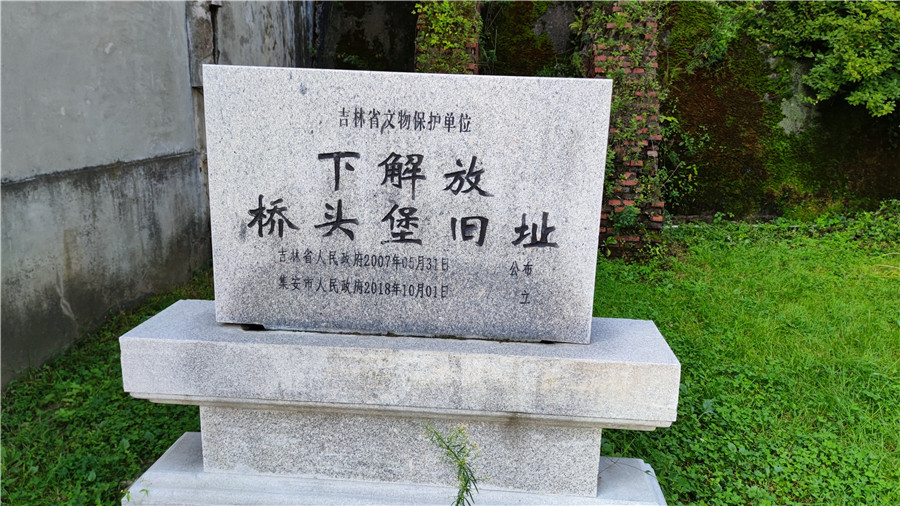 吉林省文物保护单位
下解放
桥头堡旧址
吉林省人民政府2007年05月31日 公布
集安市人民政府2018年10月01日 立